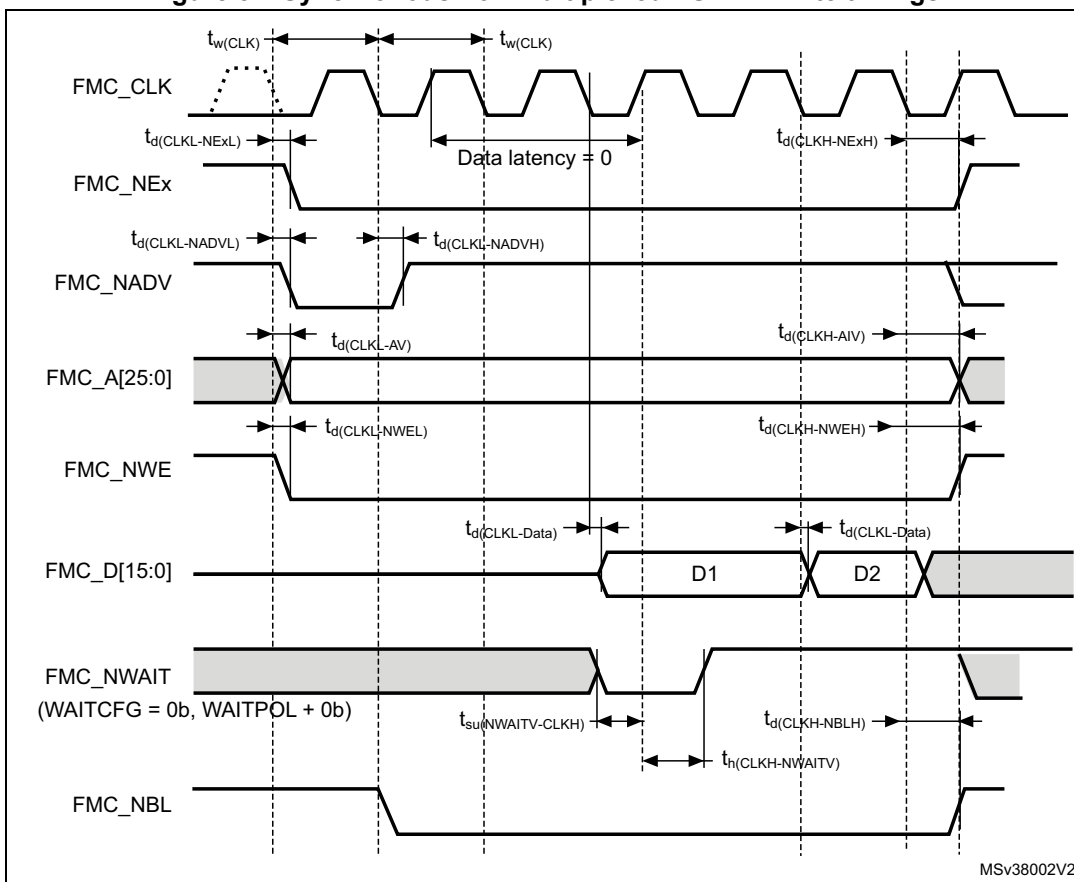 tw(CLK) tw(CLK)
FMC_CLK
td(CLKL-NExL) Data latency = 0 td(CLKH-NExH)
FMC_NEx
td(CLKL-NADVL) td(CLKL-NADVH)
FMC_NADV
td(CLKL-AV) td(CLKH-AIV)
FMC_A[25:0]
td(CLKL-NWEL) td(CLKH-NWEH)
FMC_NWE
td(CLKL-Data) td(CLKL-Data)
FMC_D[15:0] D1 D2
FMC_NWAIT
(WAITCFG = 0b, WAITPOL + 0b)
tsu(NWAITV-CLKH) td(CLKH-NBLH)
th(CLKH-NWAITV)
FMC_NBL
MSv38002V2